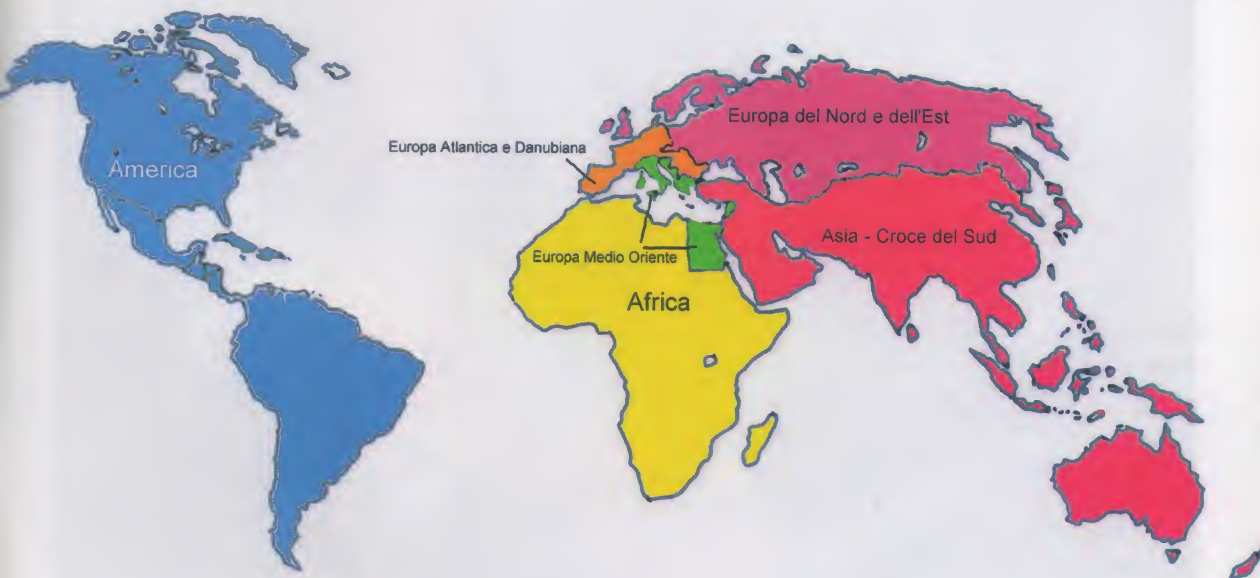 Europa del Nord e dell'Est
Europa Atlantica e Danubiana
America
Asia - Croce del Sud
Europa Medio Oriente
Africa